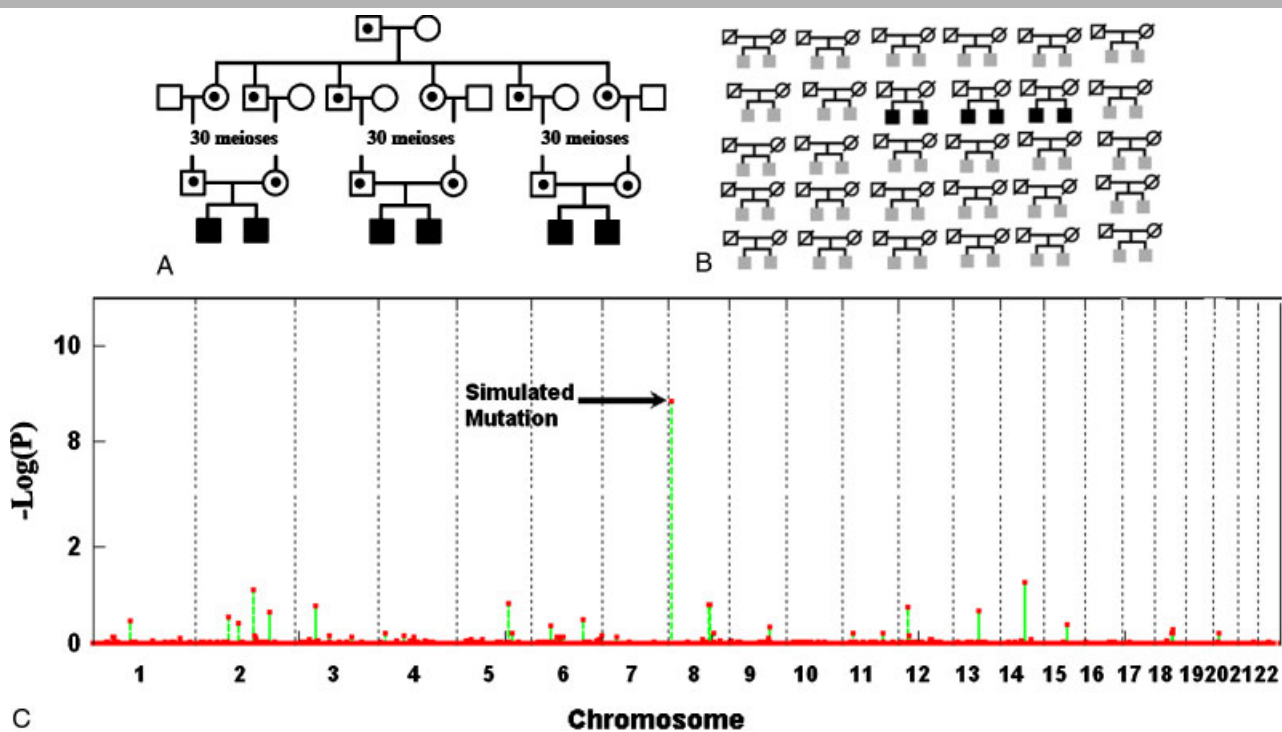 30 meioses 30 meioses 30 meioses
A
B
10
8
2
0
-Log(P)
Simulated
Mutation
1 2 3 4 5 6 7 8 9 10 11 12 13 14 15 16 17 18 19 20 21 22
C
Chromosome